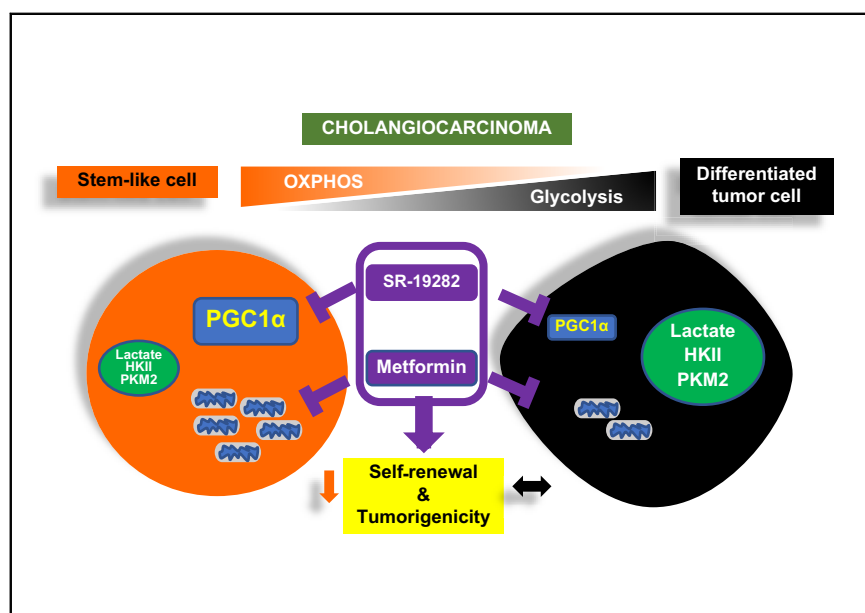 CHOLANGIOCARCINOMA
Stem-like cell
OXPHOS
Glycolysis
Differentiated
tumor cell
SR-19282
PGC1α
PGC1α
Lactate
HKII
PKM2
Metformin
Lactate
HKII
PKM2
Self-renewal
&
Tumorigenicity